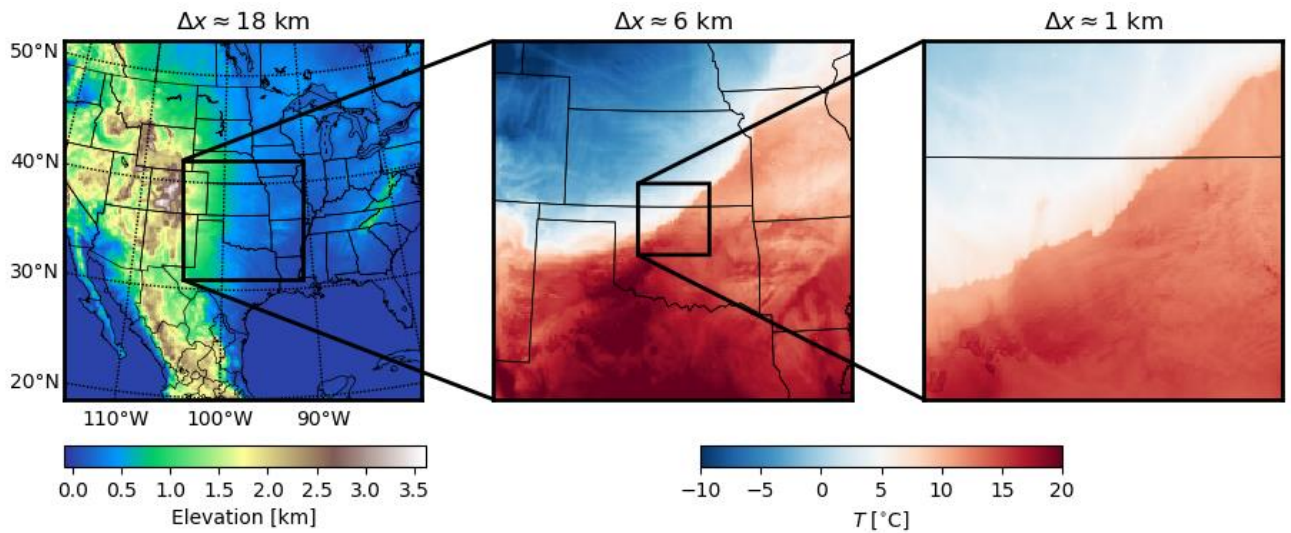 Δx ≈ 18 km
Δx ≈ 6 km
Δx ≈ 1 km
50°N
40°N
30°N
20°N
110°W 100°W 90°W
0.0 0.5 1.0 1.5 2.0 2.5 3.0 3.5
Elevation [km]
−10 −5 0 5 10 15 20
T [°C]